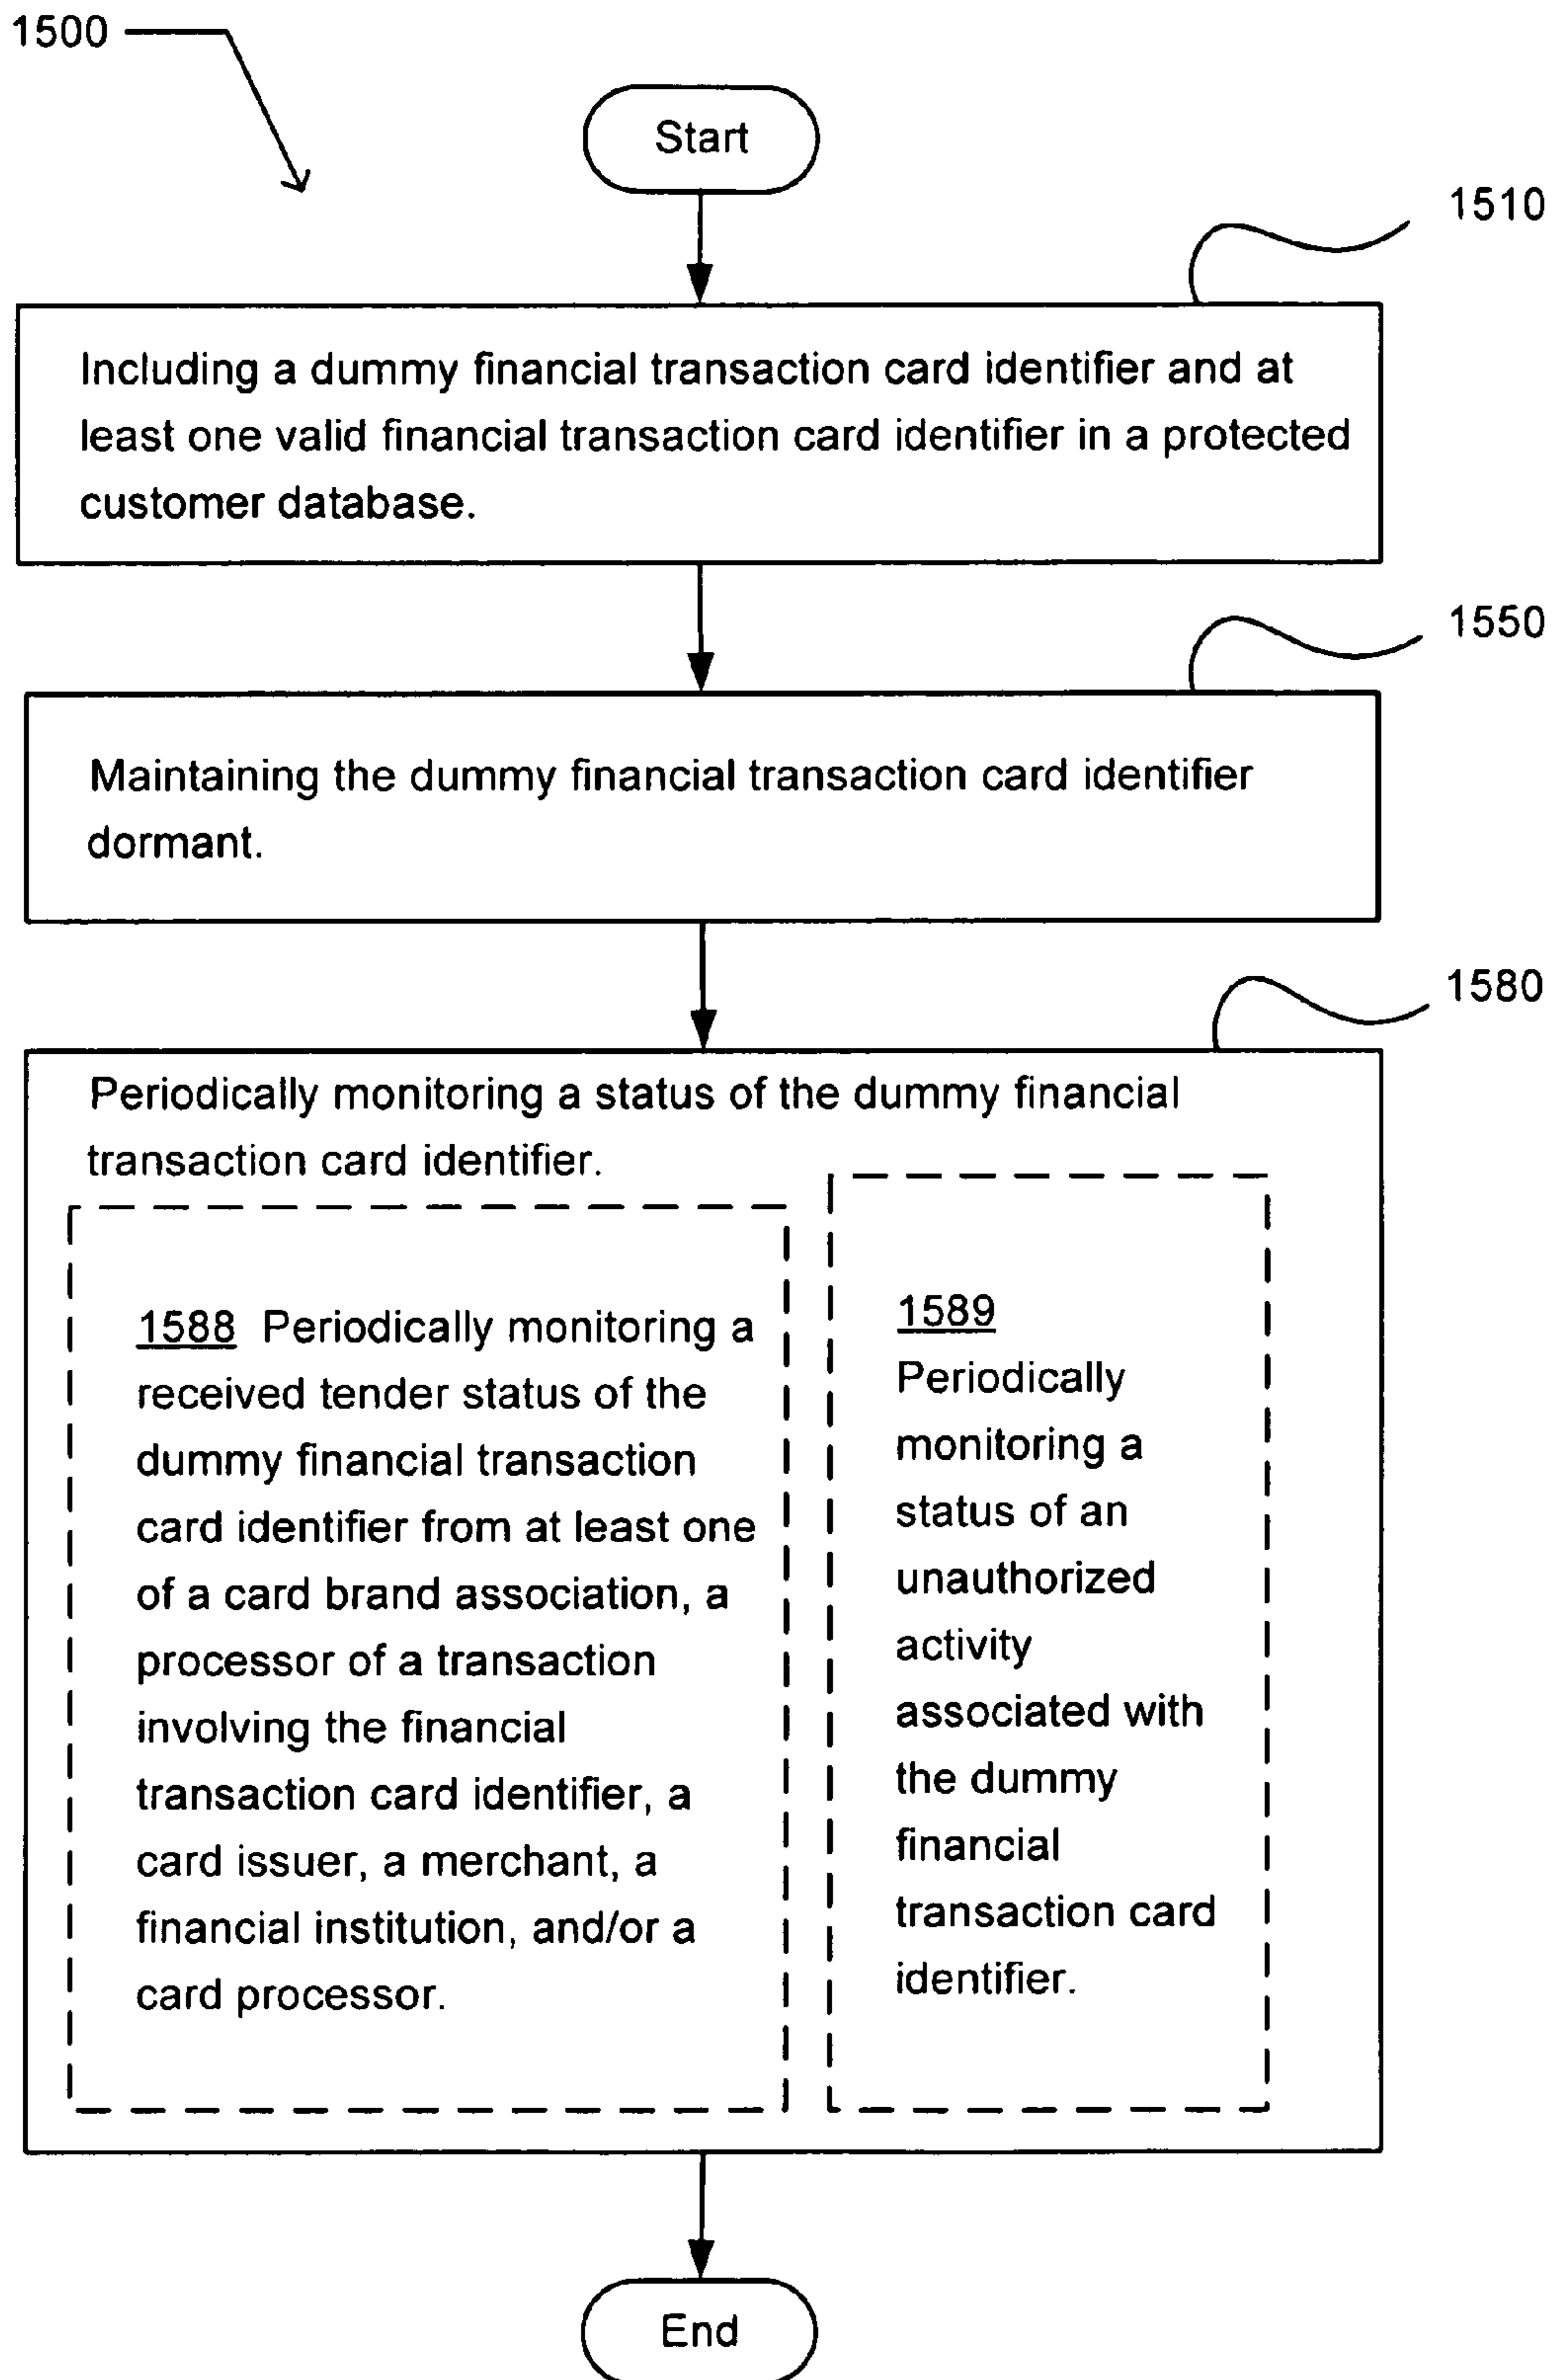 1500
Start
1510
Including a dummy financial transaction card identifier and at
least one valid financial transaction card identifier in a protected
customer database.
1550
Maintaining the dummy financial transaction card identifier
dormant.
1580
Periodically monitoring a status of the dummy financial
transaction card identifier.
1588 Periodically monitoring a
received tender status of the
dummy financial transaction
card identifier from at least one
of a card brand association, a
processor of a transaction
involving the financial
transaction card identifier, a
card issuer, a merchant, a
financial institution, and/or a
card processor.
1589
Periodically
monitoring a
status of an
unauthorized
activity
associated with
the dummy
financial
transaction card
identifier.
End